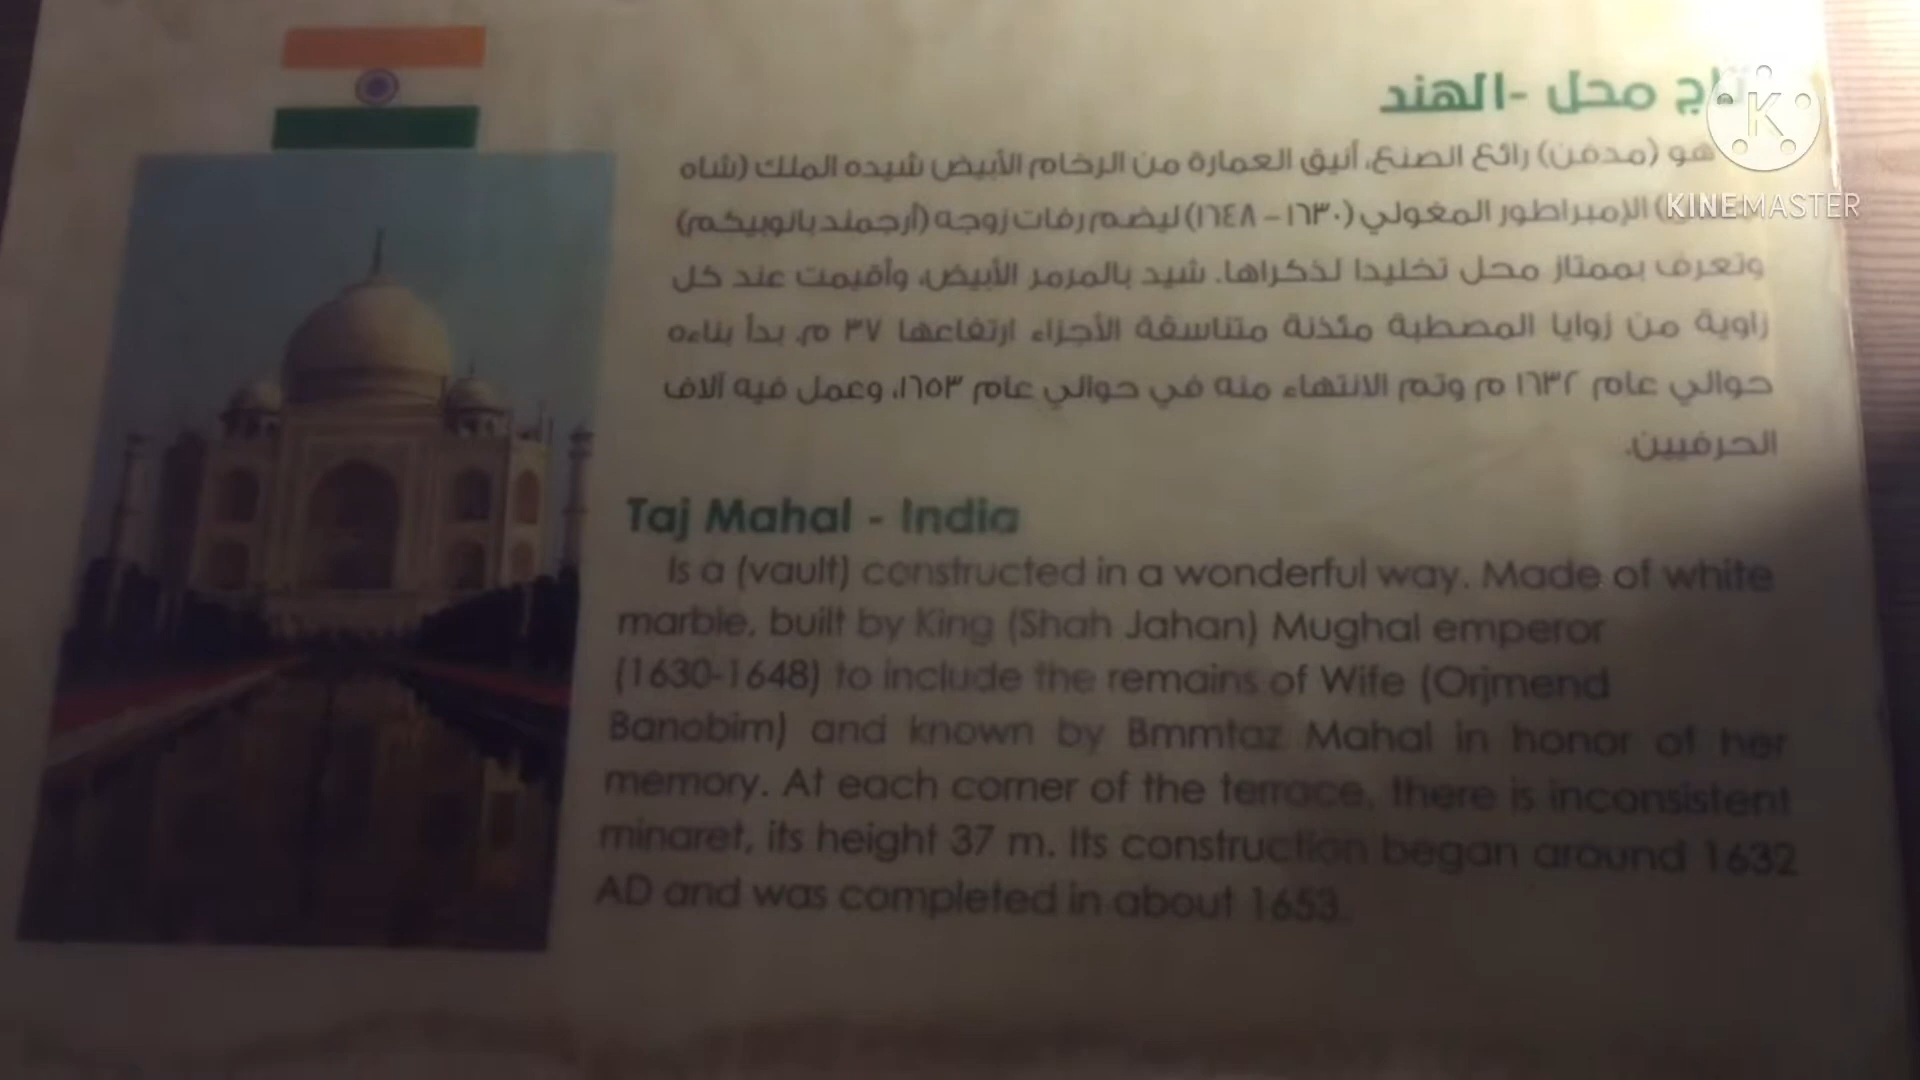 تاج محل -الهند
هو (مدفن) رائع الصنع، أنيق العمارة من الرخام الأبيض شيده الملك (شاه
الإمبراطور المغولي (١٦٣٠ – ١٦٤٨) ليضم رفات زوجه (أرجمند بانوبيكم)
وتعرف بممتاز محل تخليدا لذكراها. شيد بالمرمر الأبيض، وأقيمت عند كل
زاوية من زوايا المصطبة مئذنة متناسقة الأجزاء ارتفاعها ٣٧ م. بدأ بناءه
حوالي عام ١٦٣٢ م وتم الانتهاء منه في حوالي عام ١٦٥٣، وعمل فيه آلاف
الحرفيين.
Taj Mahal - India
Is a (vault) constructed in a wonderful way. Made of white
marble, built by King (Shah Jahan) Mughal emperor
(1630-1648) to include the remains of Wife (Orjmend
Banobim) and known by Bmmtaz Mahal in honor of her
memory. At each corner of the terrace, there is inconsistent
minaret, its height 37 m. Its construction began around 1632
AD and was completed in about 1653.
K
KINEMASTER